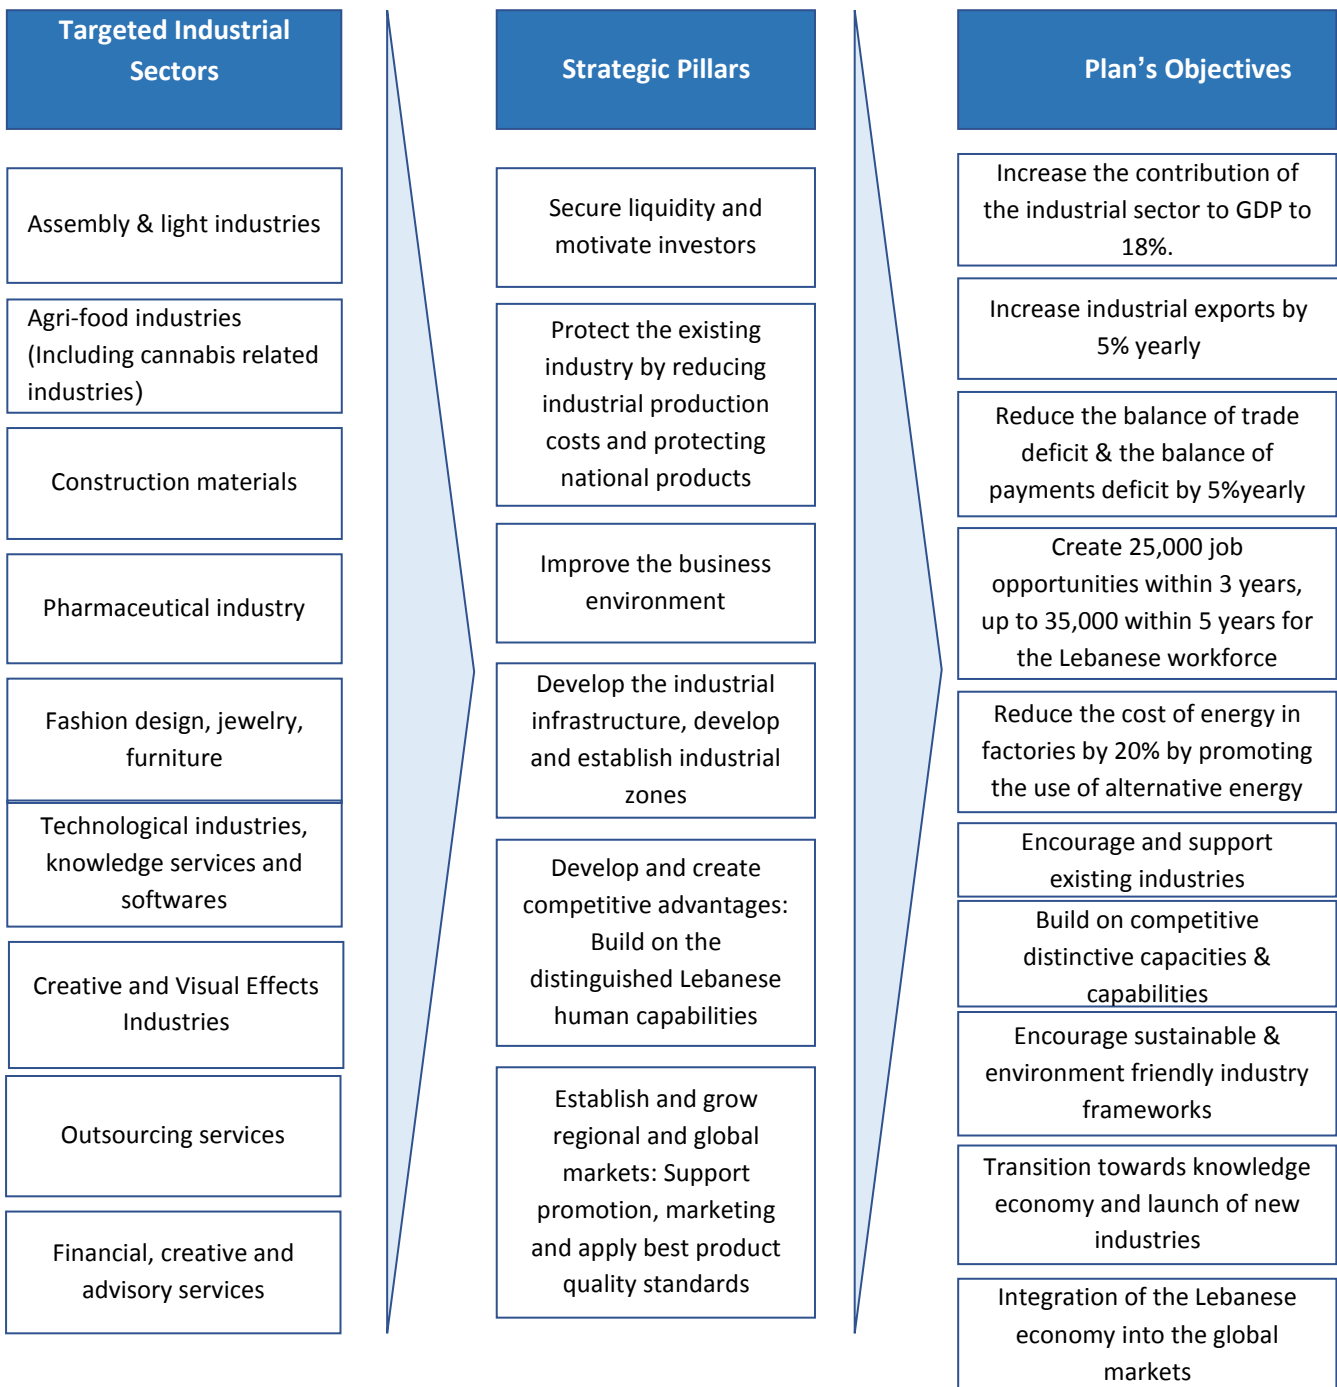 Targeted Industrial
Sectors
Assembly & light industries
Agri-food industries
(Including cannabis related
industries)
Construction materials
Pharmaceutical industry
Fashion design, jewelry,
furniture
Technological industries,
knowledge services and
softwares
Creative and Visual Effects
Industries
Outsourcing services
Financial, creative and
advisory services
Strategic Pillars
Secure liquidity and
motivate investors
Protect the existing
industry by reducing
industrial production
costs and protecting
national products
Improve the business
environment
Develop the industrial
infrastructure, develop
and establish industrial
zones
Develop and create
competitive advantages:
Build on the
distinguished Lebanese
human capabilities
Establish and grow
regional and global
markets: Support
promotion, marketing
and apply best product
quality standards
Plan’s Objectives
Increase the contribution of
the industrial sector to GDP to
18%.
Increase industrial exports by
5% yearly
Reduce the balance of trade
deficit & the balance of
payments deficit by 5%yearly
Create 25,000 job
opportunities within 3 years,
up to 35,000 within 5 years for
the Lebanese workforce
Reduce the cost of energy in
factories by 20% by promoting
the use of alternative energy
Encourage and support
existing industries
Build on competitive
distinctive capacities &
capabilities
Encourage sustainable &
environment friendly industry
frameworks
Transition towards knowledge
economy and launch of new
industries
Integration of the Lebanese
economy into the global
markets